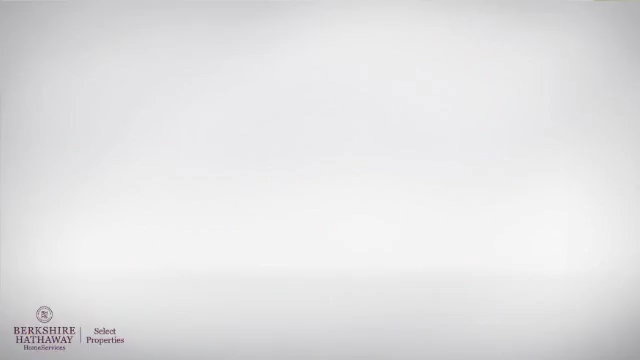 BERKSHIRE
HATHAWAY
HomeServices
Select
Properties